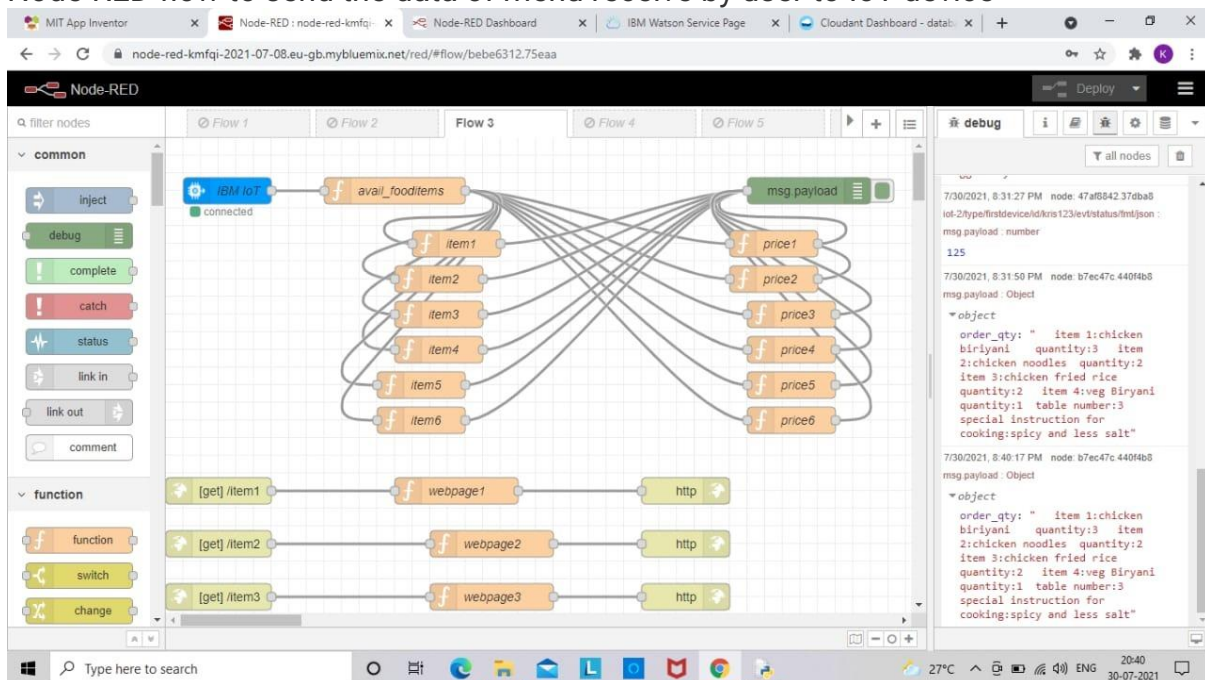 Node RED flow to send the data of menu receive by user to IoT device
MIT App Inventor
Node-RED : node-red-kmfqi-
Node-RED Dashboard
IBM Watson Service Page
Cloudant Dashboard - datab
node-red-kmfqi-2021-07-08.eu-gb.mybluemix.net/red/#flow/bebe6312.75eaa
K
Node-RED
Deploy
filter nodes
Flow 1
Flow 2
Flow 3
Flow 4
Flow 5
debug
all nodes
common
inject
debug
complete
catch
status
link in
link out
comment
function
function
switch
change
IBM IoT
connected
avail_fooditems
msg.payload
item1
item2
item3
item4
item5
item6
price1
price2
price3
price4
price5
price6
[get] /item1
webpage1
http
[get] /item2
webpage2
http
[get] /item3
webpage3
http
7/30/2021, 8:31:27 PM node: 47af8842.37dba8
iot-2/type/firstdevice/id/kris123/evt/status/fmt/json :
msg.payload : number
125
7/30/2021, 8:31:50 PM node: b7ec47c.440f4b8
msg.payload : Object
object
order_qty: " item 1:chicken
biriyani quantity:3 item
2:chicken noodles quantity:2
item 3:chicken fried rice
quantity:2 item 4:veg Biryani
quantity:1 table number:3
special instruction for
cooking:spicy and less salt"
7/30/2021, 8:40:17 PM node: b7ec47c.440f4b8
msg.payload : Object
object
order_qty: " item 1:chicken
biriyani quantity:3 item
2:chicken noodles quantity:2
item 3:chicken fried rice
quantity:2 item 4:veg Biryani
quantity:1 table number:3
special instruction for
cooking:spicy and less salt"
Type here to search
27°C
ENG
20:40
30-07-2021